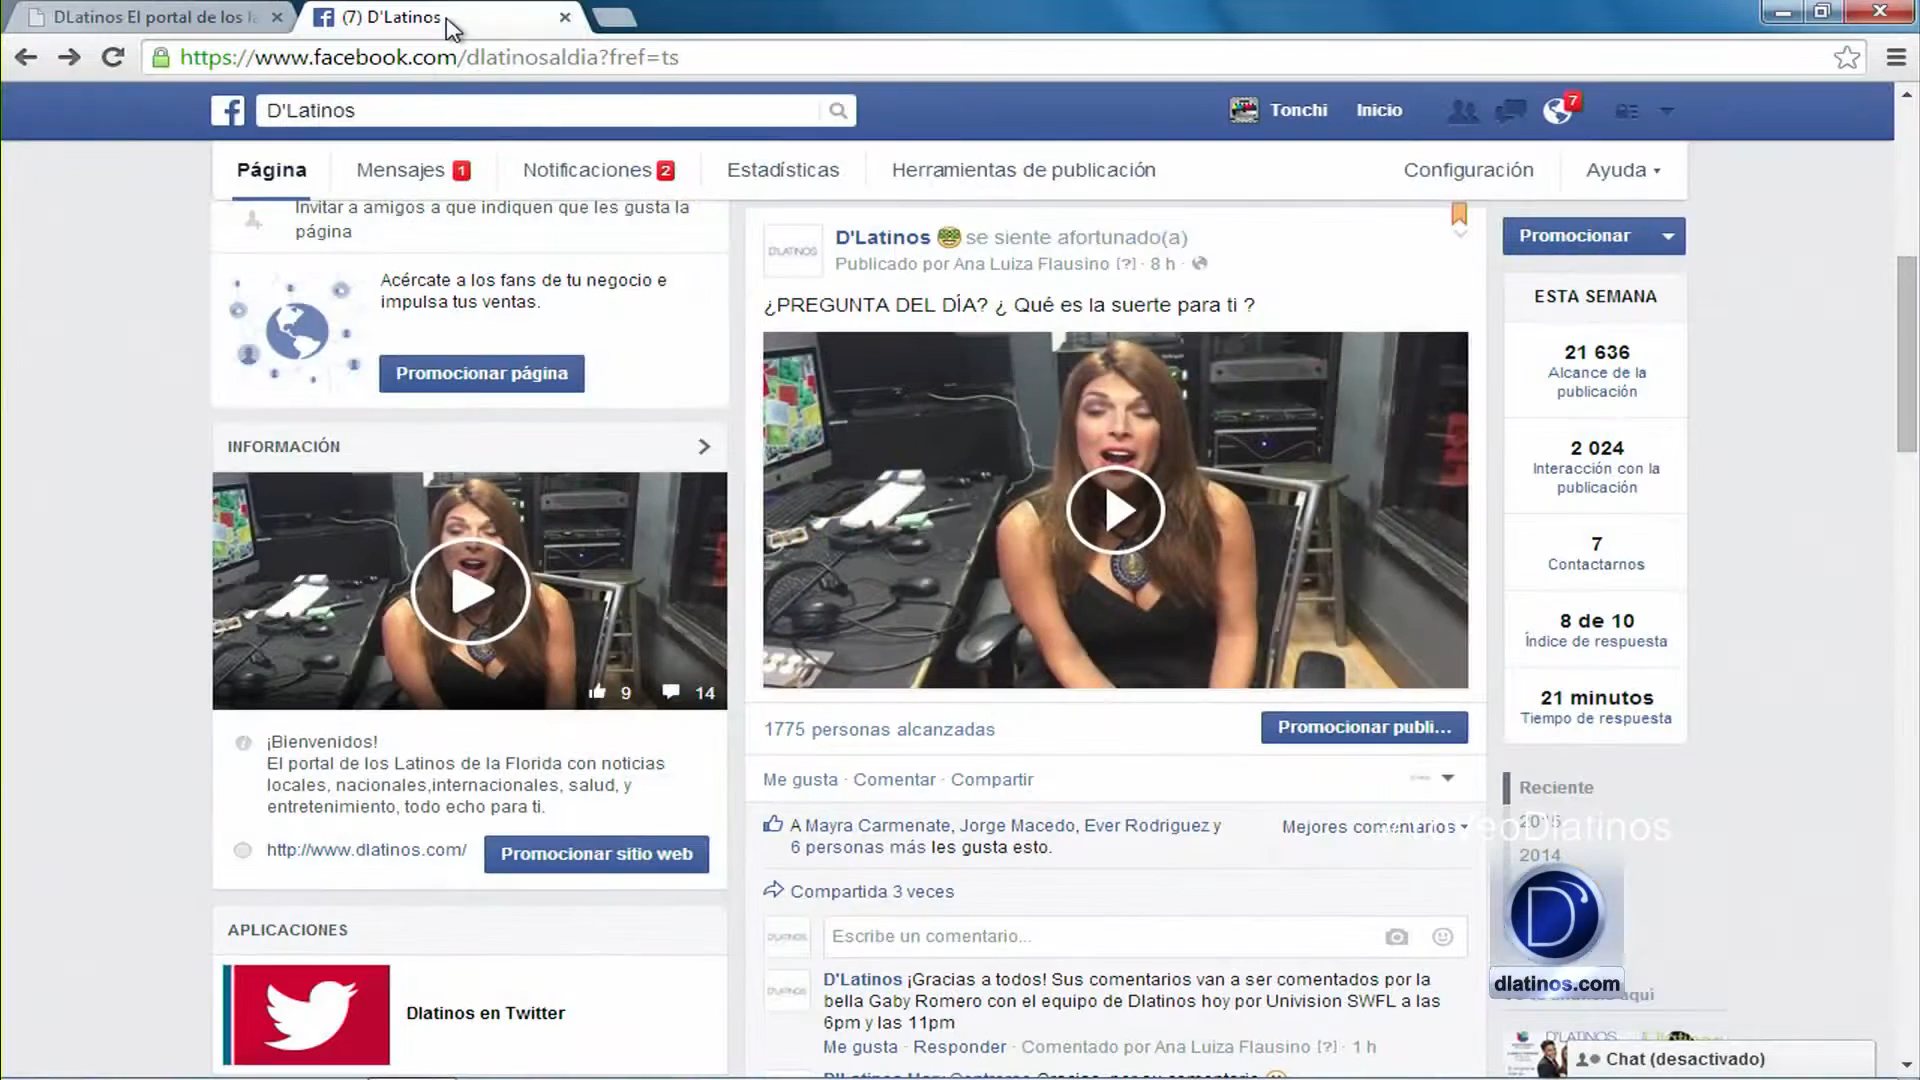 DLatinos El portal de los la
(7) D'Latinos
https://www.facebook.com/dlatinosaldia?fref=ts
D'Latinos
Tonchi
Inicio
7
Página
Mensajes 1
Notificaciones 2
Estadísticas
Herramientas de publicación
Configuración
Ayuda
Invitar a amigos a que indiquen que les gusta la
página
Acércate a los fans de tu negocio e
impulsa tus ventas.
Promocionar página
INFORMACIÓN
9
14
¡Bienvenidos!
El portal de los Latinos de la Florida con noticias
locales, nacionales,internacionales, salud, y
entretenimiento, todo echo para ti.
http://www.dlatinos.com/
Promocionar sitio web
APLICACIONES
Dlatinos en Twitter
D'LATINOS
D'Latinos se siente afortunado(a)
Publicado por Ana Luiza Flausino [?] · 8 h ·
¿PREGUNTA DEL DÍA? ¿ Qué es la suerte para ti ?
1775 personas alcanzadas
Promocionar publi...
Me gusta · Comentar · Compartir
A Mayra Carmenate, Jorge Macedo, Ever Rodriguez y
6 personas más les gusta esto.
Mejores comentarios
Compartida 3 veces
D'LATINOS
Escribe un comentario...
D'LATINOS
D'Latinos ¡Gracias a todos! Sus comentarios van a ser comentados por la
bella Gaby Romero con el equipo de Dlatinos hoy por Univision SWFL a las
6pm y las 11pm
Me gusta · Responder · Comentado por Ana Luiza Flausino [?] · 1 h
Promocionar
ESTA SEMANA
21 636
Alcance de la
publicación
2 024
Interacción con la
publicación
7
Contactarnos
8 de 10
Índice de respuesta
21 minutos
Tiempo de respuesta
Reciente
2015
2014
D
dlatinos.com
aquí
D'LATINOS
Chat (desactivado)